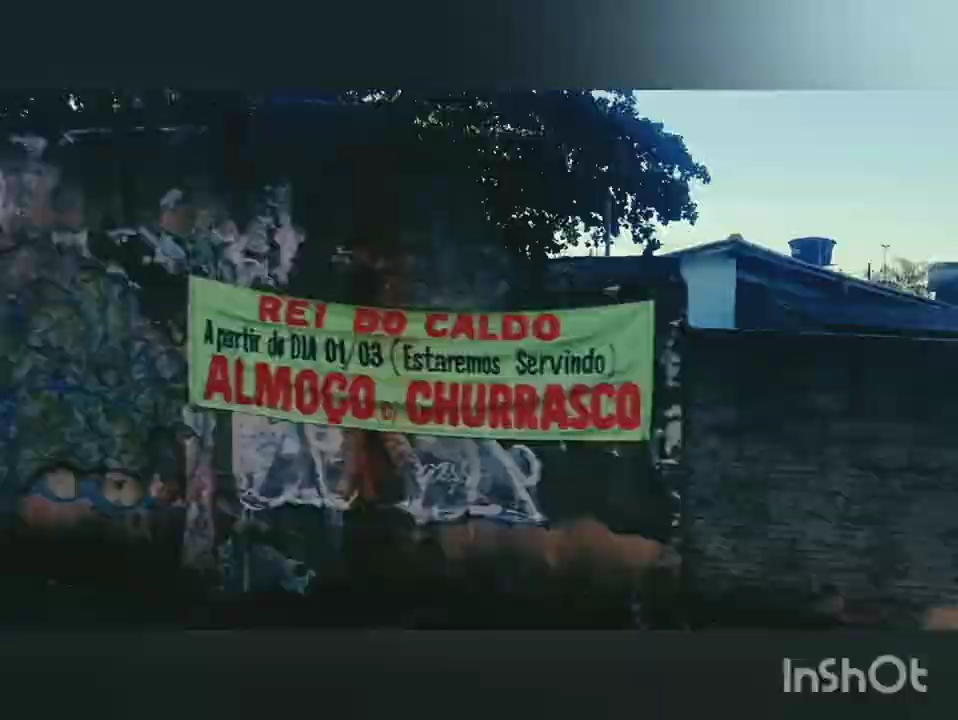 REI DO CALDO
A partir do DIA 01/03 (Estaremos Servindo)
ALMOÇO c/ CHURRASCO
InShOt